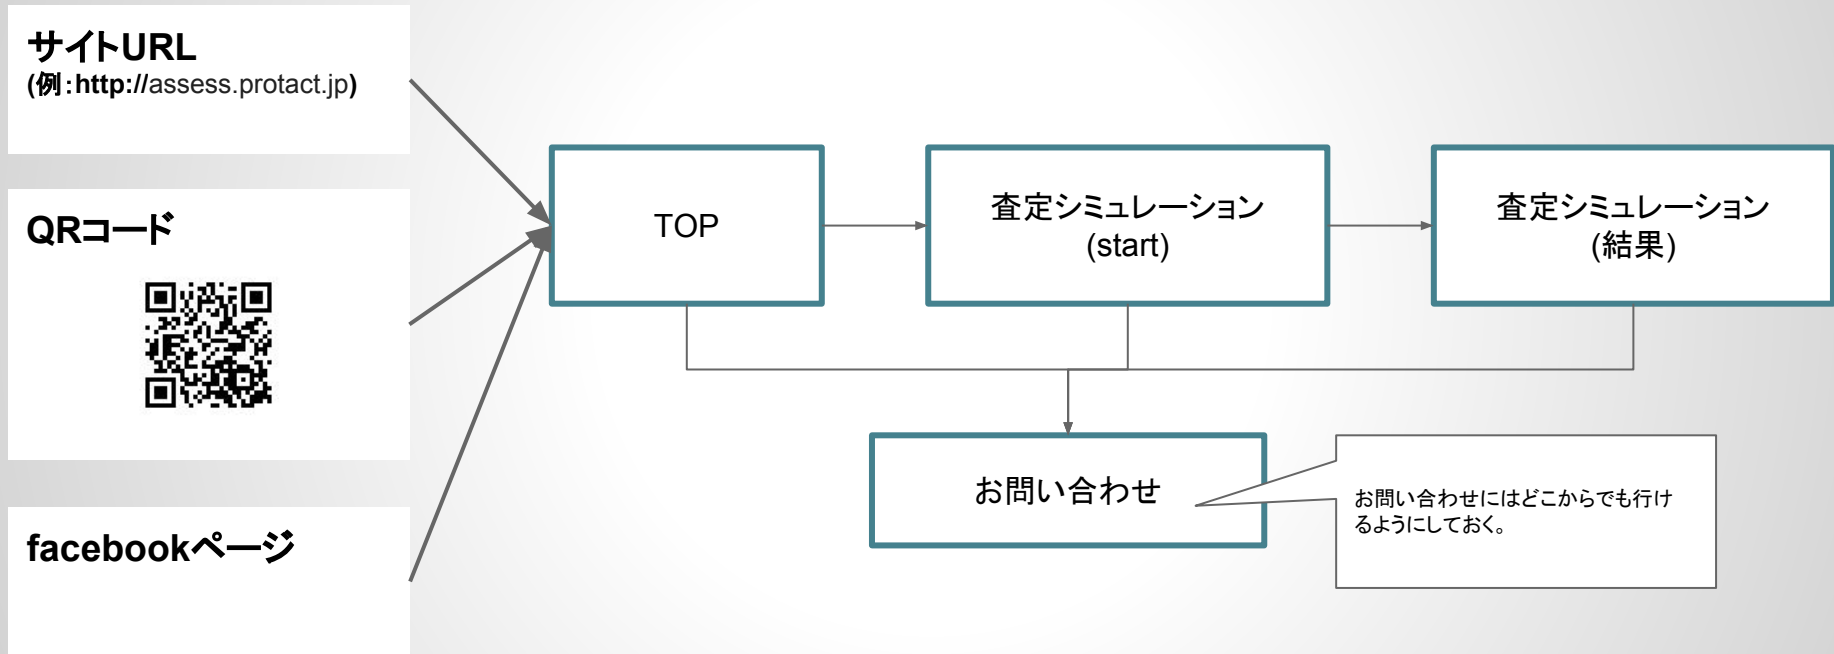 サイトURL
(例:http://assess.protact.jp)
QRコード
facebookページ
TOP
査定シミュレーション
(start)
査定シミュレーション
(結果)
お問い合わせ
お問い合わせにはどこからでも行け
るようにしておく。